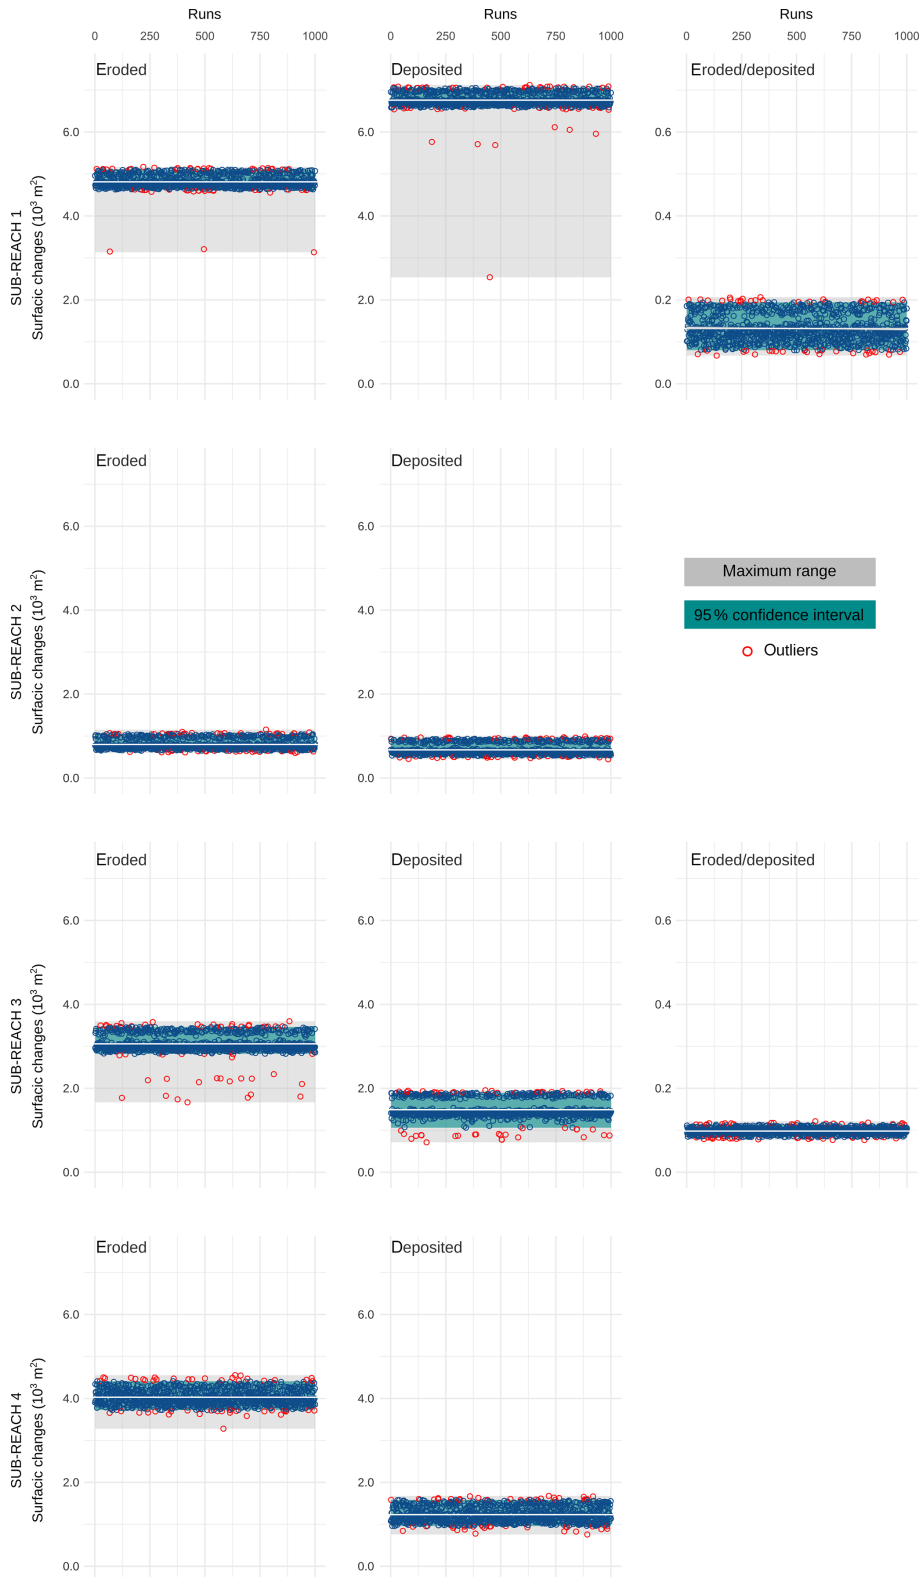 Runs
Runs
0 250 500 750 1000
0 250 500 750 1000
0 250 500 750 1000
SUB-REACH 1
Surfacic changes (10³ m²)
Eroded
6.0
4.0
2.0
0.0
Deposited
6.0
4.0
2.0
0.0
Eroded/deposited
0.6
0.4
0.2
0.0
SUB-REACH 2
Surfacic changes (10³ m²)
Eroded
6.0
4.0
2.0
0.0
Deposited
6.0
4.0
2.0
0.0
Maximum range
95 % confidence interval
Outliers
SUB-REACH 3
Surfacic changes (10³ m²)
Eroded
6.0
4.0
2.0
0.0
Deposited
6.0
4.0
2.0
0.0
Eroded/deposited
0.6
0.4
0.2
0.0
SUB-REACH 4
Surfacic changes (10³ m²)
Eroded
6.0
4.0
2.0
0.0
Deposited
6.0
4.0
2.0
0.0